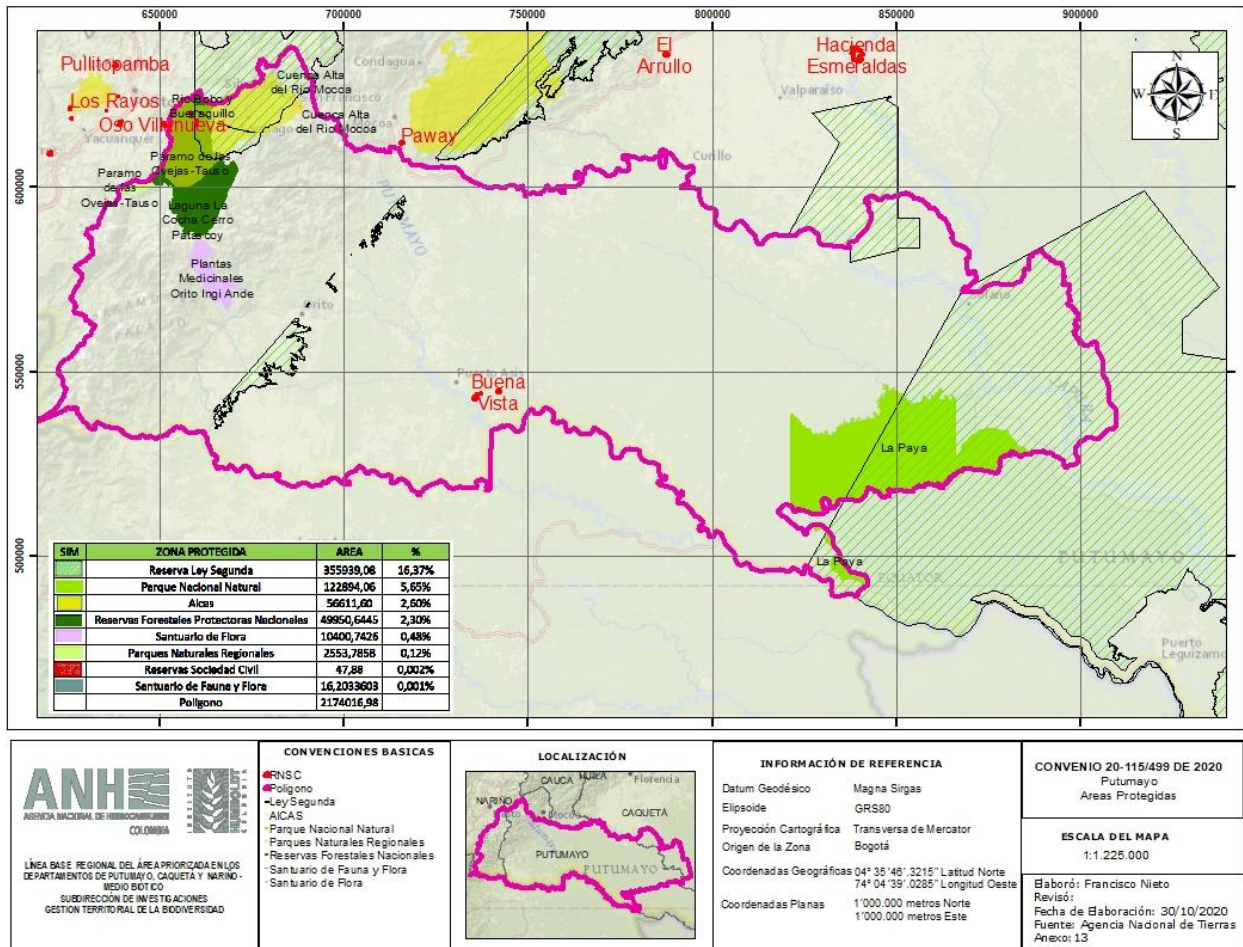 650000 700000 750000 800000 850000 900000
600000
550000
500000
Pullitopamba
Los Rayos
Oso Villanueva
Yacuanquer
Condagua
El
Arrullo
Hacienda
Esmeraldas
Valparaíso
N
W E
S
Cuenca Alta
del Rio Mocoa
Cuenca Alta
del Rio Mocoa
Mocoa
Paway
Curillo
Paramo de las
Ovejas-Tauso
Paramo
de las
Ovejas-Tauso
Laguna La
Cocha Cerro
Patascoy
Plantas
Medicinales
Orito Ingi Ande
Orito
PUTUMAYO
Solano
Puerto Asis
Buena
Vista
La Paya
La Paya
ECUADOR
PUTUMAYO
Puerto
Leguizamo
SIM ZONA PROTEGIDA AREA %
Reserva Ley Segunda 355939,08 16,37%
Parque Nacional Natural 122894,06 5,65%
Aicas 56611,60 2,60%
Reservas Forestales Protectoras Nacionales 49950,6445 2,30%
Santuario de Flora 10400,7426 0,48%
Parques Naturales Regionales 2553,7858 0,12%
Reservas Sociedad Civil 47,88 0,002%
Santuario de Fauna y Flora 16,2033603 0,001%
Poligono 2174016,98
ANH
AGENCIA NACIONAL DE HIDROCARBUROS
COLOMBIA
INSTITUTO
HUMBOLDT
COLOMBIA
LÍNEA BASE REGIONAL DEL ÁREA PRIORIZADA EN LOS
DEPARTAMENTOS DE PUTUMAYO, CAQUETA Y NARIÑO -
MEDIO BIOTICO
SUBDIRECCIÓN DE INVESTIGACIONES
GESTION TERRITORIAL DE LA BIODIVERSIDAD
CONVENCIONES BASICAS
RNSC
Poligono
Ley Segunda
AICAS
Parque Nacional Natural
Parques Naturales Regionales
Reservas Forestales Nacionales
Santuario de Fauna y Flora
Santuario de Flora
LOCALIZACIÓN
CAUCA HUILA
Florencia
NARIÑO
Pasto Mocoa
CAQUETÁ
PUTUMAYO
PUTUMAYO
INFORMACIÓN DE REFERENCIA
Datum Geodésico Magna Sirgas
Elipsoide GRS80
Proyección Cartográfica Transversa de Mercator
Origen de la Zona Bogotá
Coordenadas Geográficas 04° 35´46´.3215" Latitud Norte
74° 04´39´.0285" Longitud Oeste
Coordenadas Planas 1´000.000 metros Norte
1´000.000 metros Este
CONVENIO 20-115/499 DE 2020
Putumayo
Areas Protegidas
ESCALA DEL MAPA
1:1.225.000
Elaboró: Francisco Nieto
Revisó:
Fecha de Elaboración: 30/10/2020
Fuente: Agencia Nacional de Tierras
Anexo: 13